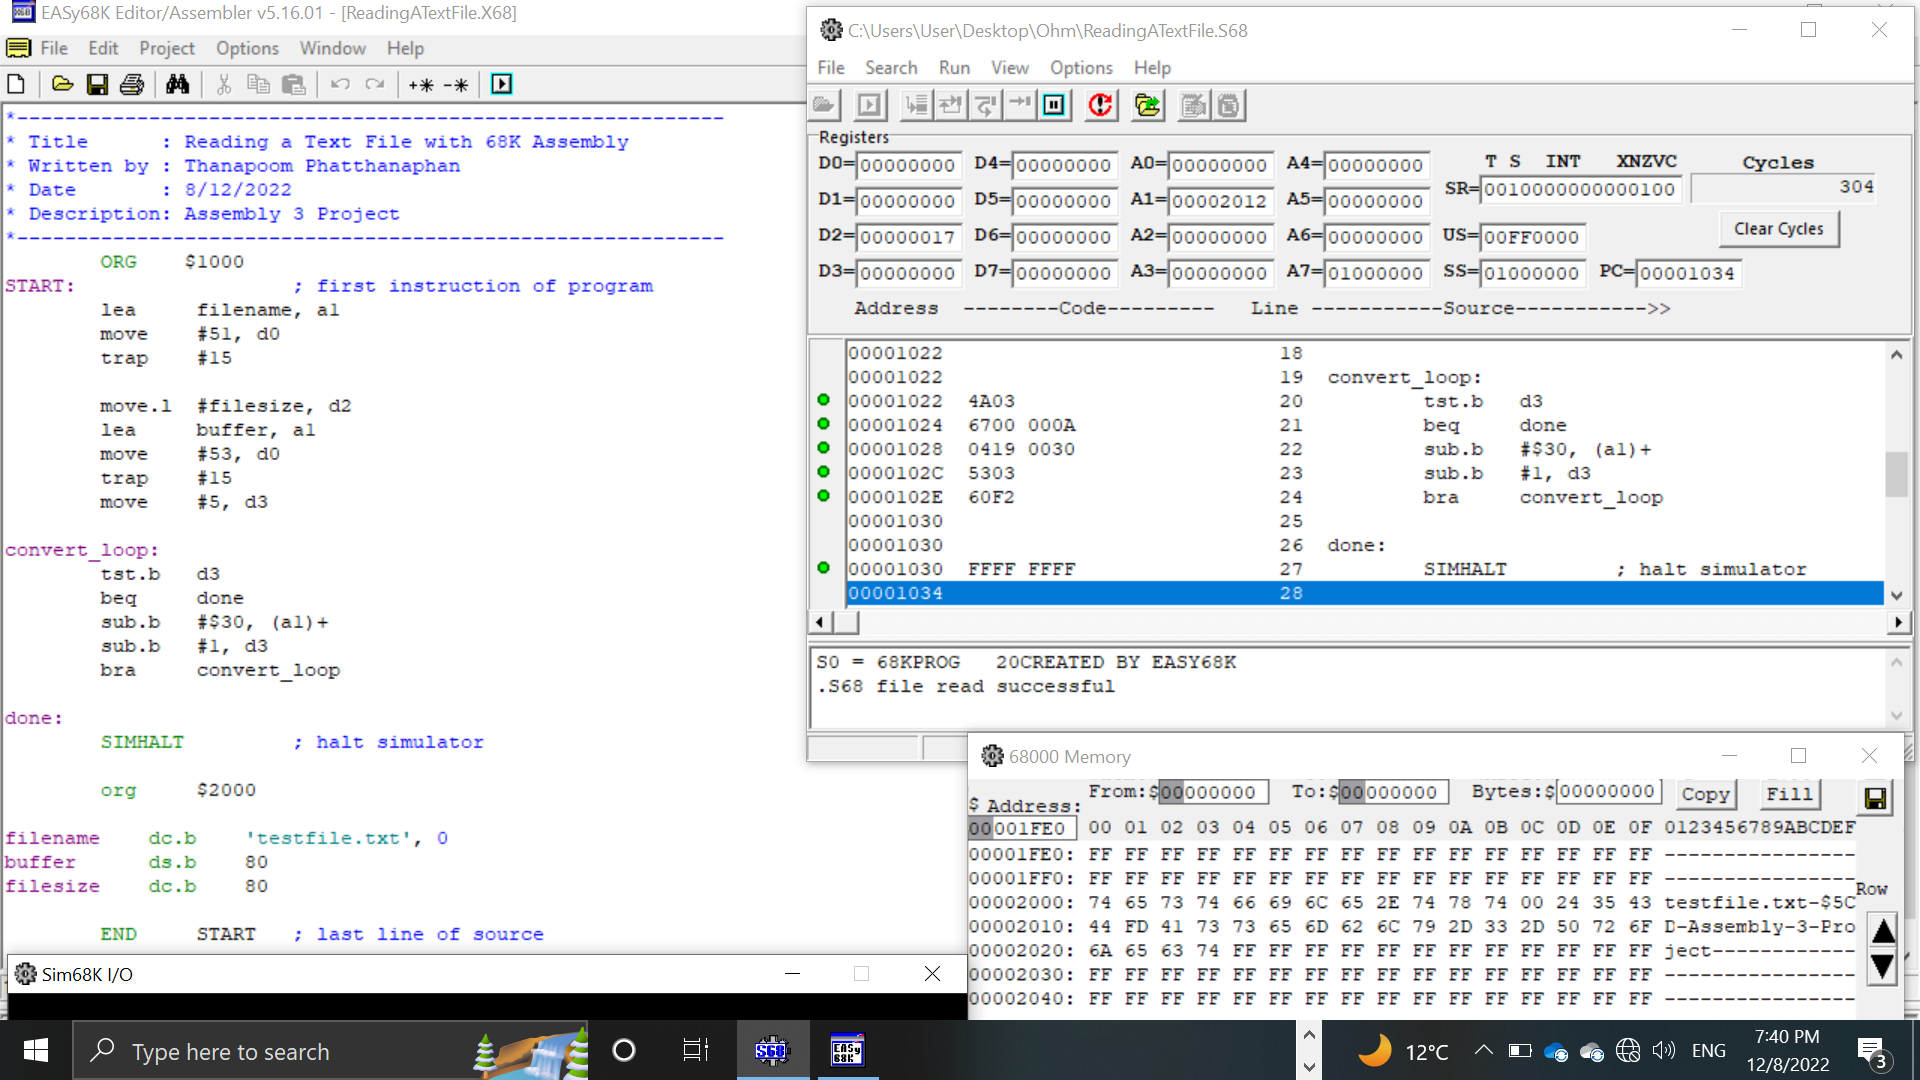 EASy68K Editor/Assembler v5.16.01 - [ReadingATextFile.X68]
File Edit Project Options Window Help
*-----------------------------------------------------------
* Title      : Reading a Text File with 68K Assembly
* Written by : Thanapoom Phatthanaphan
* Date       : 8/12/2022
* Description: Assembly 3 Project
*-----------------------------------------------------------
ORG $1000
START: ; first instruction of program
lea filename, a1
move #51, d0
trap #15
move.l #filesize, d2
lea buffer, a1
move #53, d0
trap #15
move #5, d3
convert_loop:
tst.b d3
beq done
sub.b #$30, (a1)+
sub.b #1, d3
bra convert_loop
done:
SIMHALT ; halt simulator
org $2000
filename dc.b 'testfile.txt', 0
buffer ds.b 80
filesize dc.b 80
END START ; last line of source
C:\Users\User\Desktop\Ohm\ReadingATextFile.S68
File Search Run View Options Help
Registers
D0=00000000 D4=00000000 A0=00000000 A4=00000000 T S INT XNZVC Cycles
D1=00000000 D5=00000000 A1=00002012 A5=00000000 SR=0010000000000100 304
D2=00000017 D6=00000000 A2=00000000 A6=00000000 US=00FF0000 Clear Cycles
D3=00000000 D7=00000000 A3=00000000 A7=01000000 SS=01000000 PC=00001034
Address --------Code--------- Line -----------Source----------->>
00001022 18
00001022 19 convert_loop:
00001022 4A03 20 tst.b d3
00001024 6700 000A 21 beq done
00001028 0419 0030 22 sub.b #$30, (a1)+
0000102C 5303 23 sub.b #1, d3
0000102E 60F2 24 bra convert_loop
00001030 25
00001030 26 done:
00001030 FFFF FFFF 27 SIMHALT ; halt simulator
00001034 28
S0 = 68KPROG   20CREATED BY EASY68K
.S68 file read successful
68000 Memory
From:$00000000 To:$00000000 Bytes:$00000000 Copy Fill
$ Address:
00001FE0 00 01 02 03 04 05 06 07 08 09 0A 0B 0C 0D 0E 0F 0123456789ABCDEF
00001FE0: FF FF FF FF FF FF FF FF FF FF FF FF FF FF FF FF ----------------
00001FF0: FF FF FF FF FF FF FF FF FF FF FF FF FF FF FF FF ----------------
Row
00002000: 74 65 73 74 66 69 6C 65 2E 74 78 74 00 24 35 43 testfile.txt-$5C
00002010: 44 FD 41 73 73 65 6D 62 6C 79 2D 33 2D 50 72 6F D-Assembly-3-Pro
00002020: 6A 65 63 74 FF FF FF FF FF FF FF FF FF FF FF FF ject------------
00002030: FF FF FF FF FF FF FF FF FF FF FF FF FF FF FF FF ----------------
00002040: FF FF FF FF FF FF FF FF FF FF FF FF FF FF FF FF ----------------
Sim68K I/O
Type here to search
S68
EASy 68K
12°C
ENG
7:40 PM
12/8/2022
3